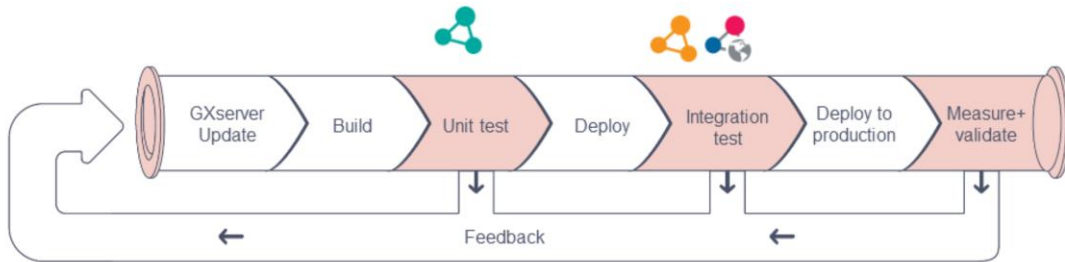 GXserver
Update
Build
Unit test
Deploy
Integration
test
Deploy to
production
Measure+
validate
Feedback